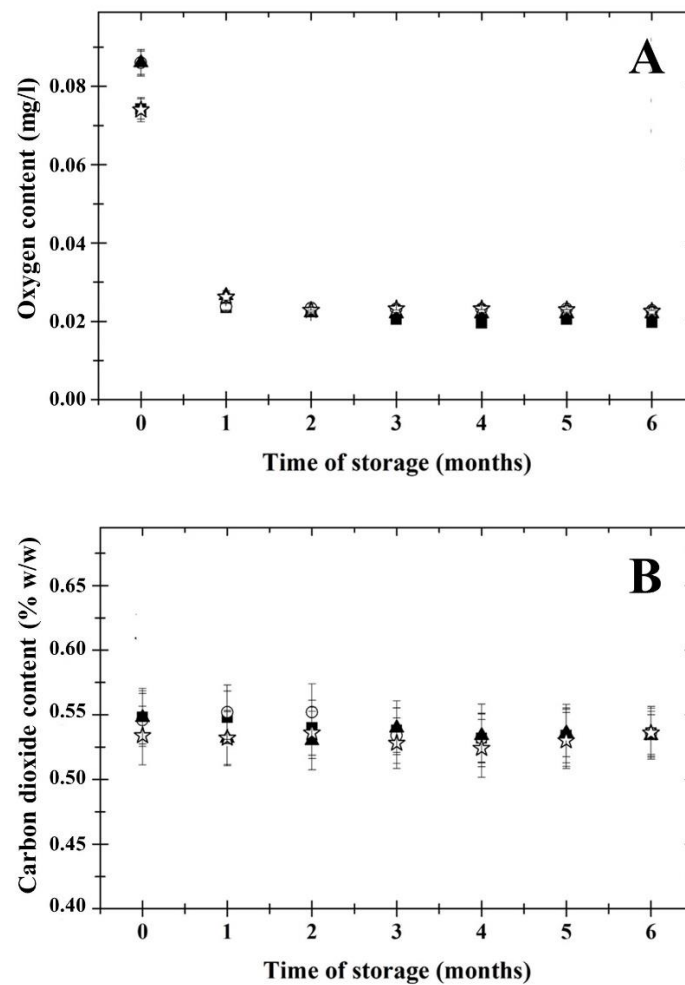 A
Oxygen content (mg/l)
0.08
0.06
0.04
0.02
0.00
0 1 2 3 4 5 6
Time of storage (months)
B
Carbon dioxide content (% w/w)
0.65
0.60
0.55
0.50
0.45
0.40
0 1 2 3 4 5 6
Time of storage (months)